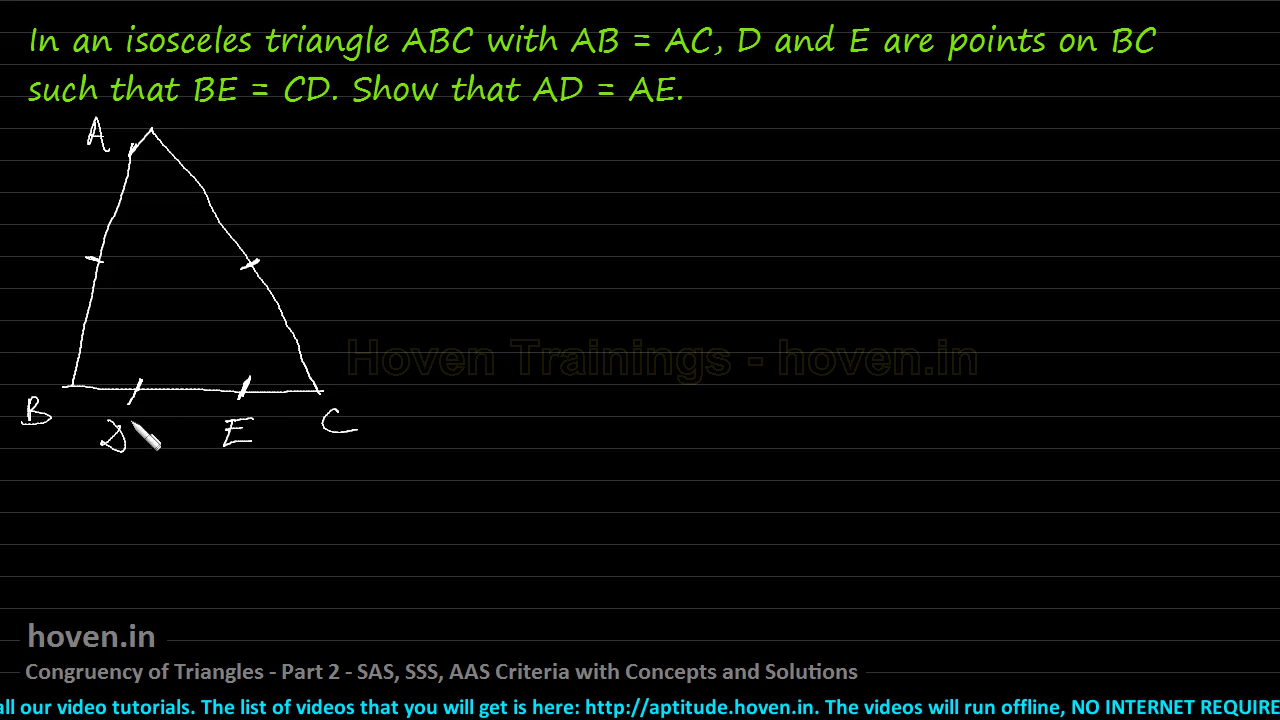 In an isosceles triangle ABC with AB = AC, D and E are points on BC
such that BE = CD. Show that AD = AE.
A
B
D
E
C
Hoven Trainings - hoven.in
hoven.in
Congruency of Triangles - Part 2 - SAS, SSS, AAS Criteria with Concepts and Solutions
all our video tutorials. The list of videos that you will get is here: http://aptitude.hoven.in. The videos will run offline, NO INTERNET REQUIRE